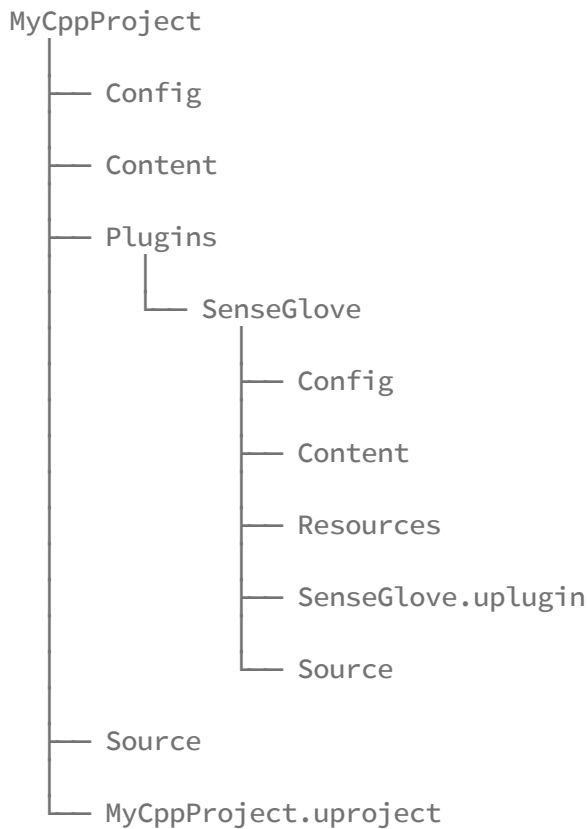 MyCppProject
Config
Content
Plugins
SenseGlove
Config
Content
Resources
SenseGlove.uplugin
Source
Source
MyCppProject.uproject